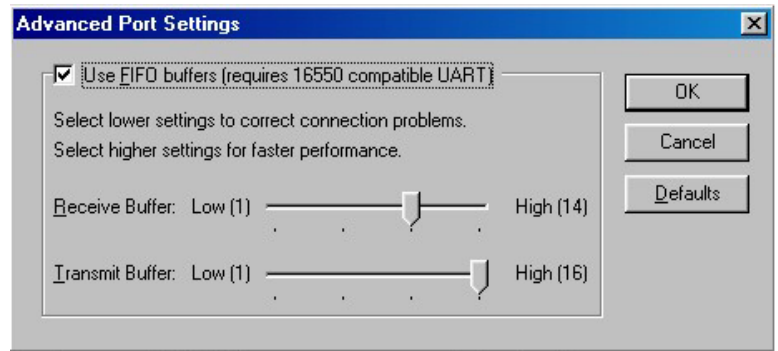 Advanced Port Settings
Use FIFO buffers (requires 16550 compatible UART)
Select lower settings to correct connection problems.
Select higher settings for faster performance.
Receive Buffer: Low (1) High (14)
Transmit Buffer: Low (1) High (16)
OK
Cancel
Defaults